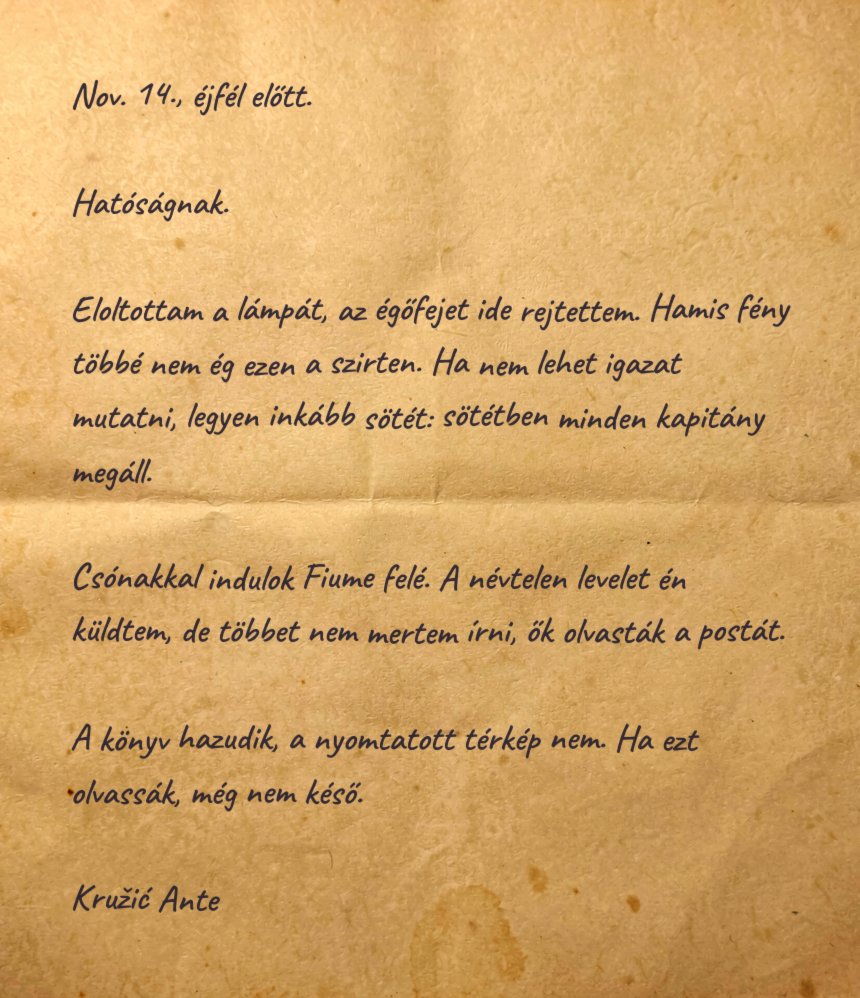 Nov. 14., éjfél előtt.
Hatóságnak.
Eloltottam a lámpát, az égőfejet ide rejtettem. Hamis fény
többé nem ég ezen a szirten. Ha nem lehet igazat
mutatni, legyen inkább sötét: sötétben minden kapitány
megáll.
Csónakkal indulok Fiume felé. A névtelen levelet én
küldtem, de többet nem mertem írni, ők olvasták a postát.
A könyv hazudik, a nyomtatott térkép nem. Ha ezt
olvassák, még nem késő.
Kružić Ante